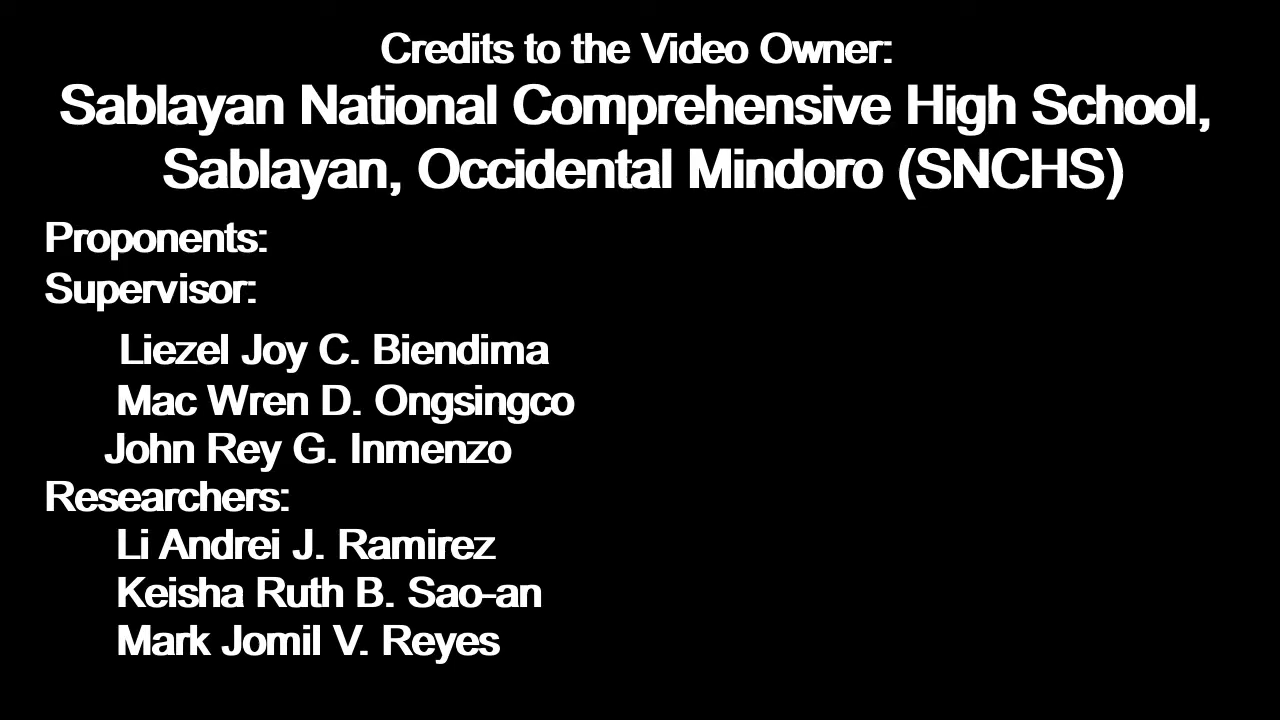 Credits to the Video Owner:
Sablayan National Comprehensive High School,
Sablayan, Occidental Mindoro (SNCHS)
Proponents:
Supervisor:
Liezel Joy C. Biendima
Mac Wren D. Ongsingco
John Rey G. Inmenzo
Researchers:
Li Andrei J. Ramirez
Keisha Ruth B. Sao-an
Mark Jomil V. Reyes